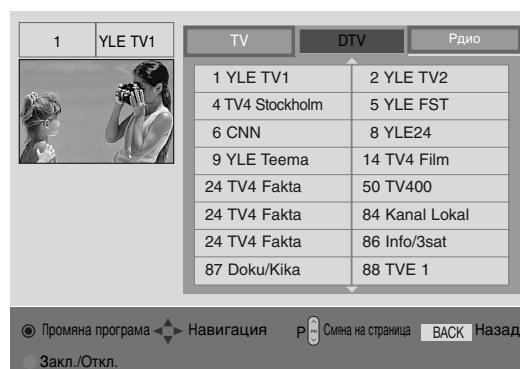 1 YLE TV1
TV DTV Рдио
1 YLE TV1 2 YLE TV2
4 TV4 Stockholm 5 YLE FST
6 CNN 8 YLE24
9 YLE Teema 14 TV4 Film
24 TV4 Fakta 50 TV400
24 TV4 Fakta 84 Kanal Lokal
24 TV4 Fakta 86 Info/3sat
87 Doku/Kika 88 TVE 1
Промяна програма Навигация P PR Смяна на страница BACK Назад
Закл./Откл.